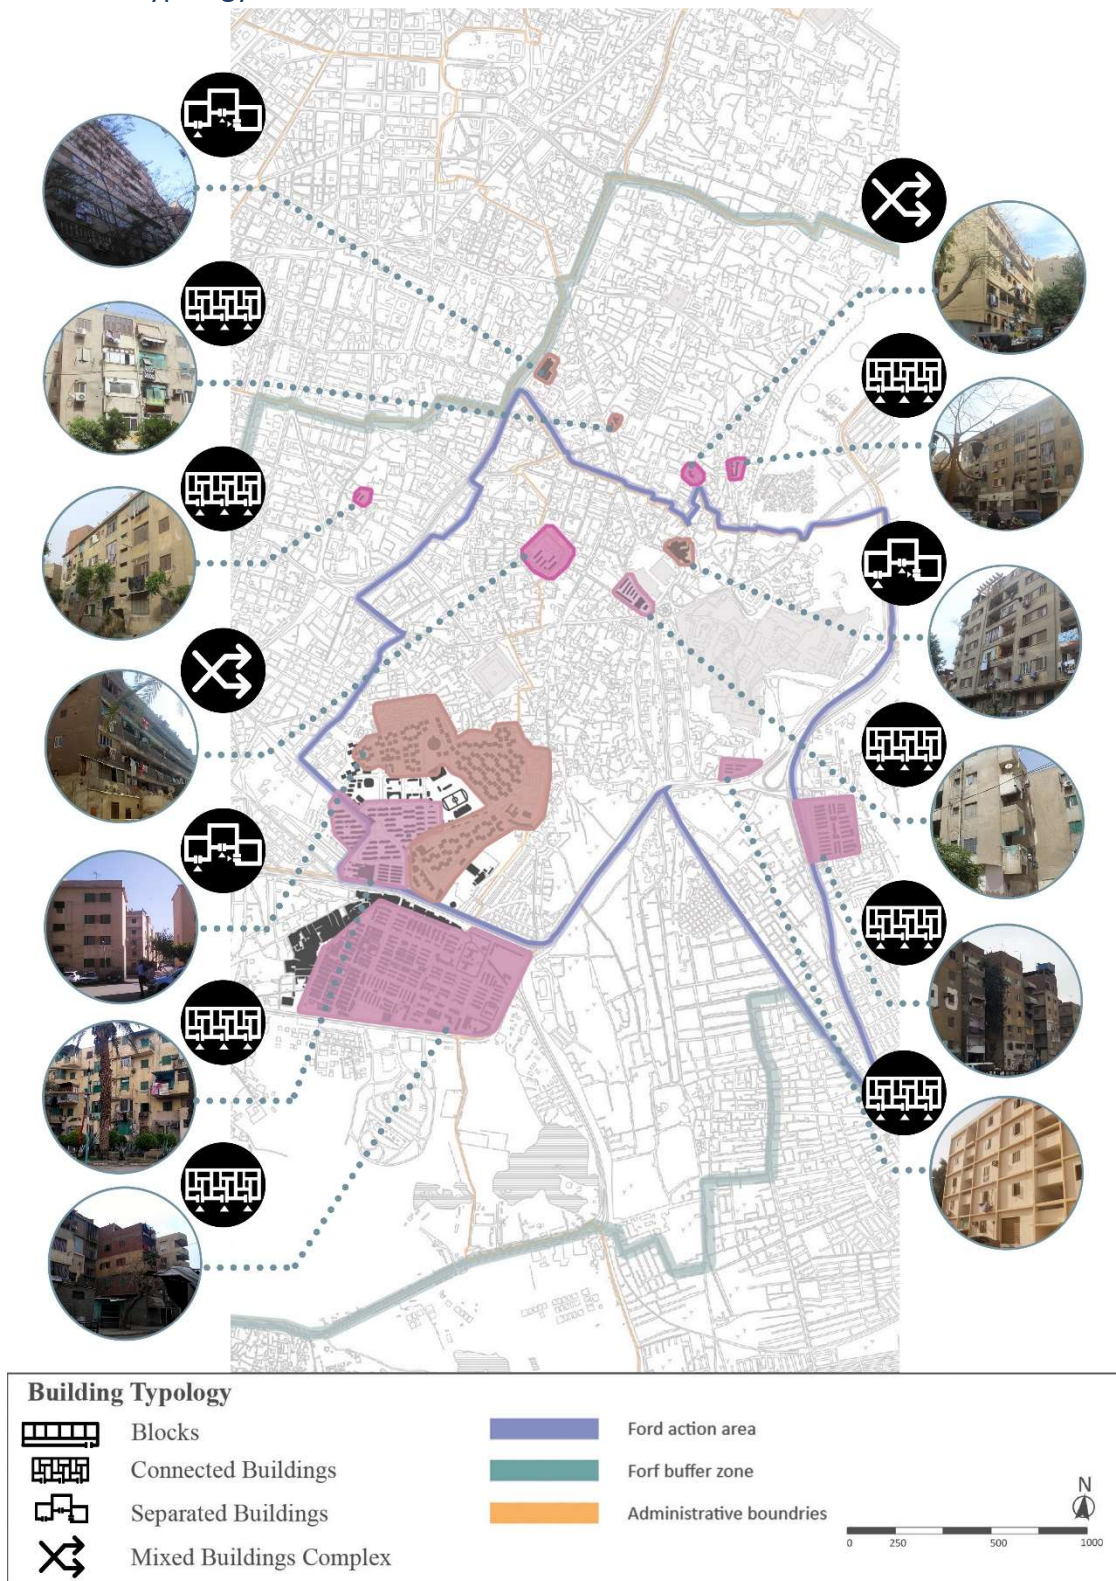 Building Typology
Blocks
Connected Buildings
Separated Buildings
Mixed Buildings Complex
Ford action area
Forf buffer zone
Administrative boundries
N
0 250 500 1000